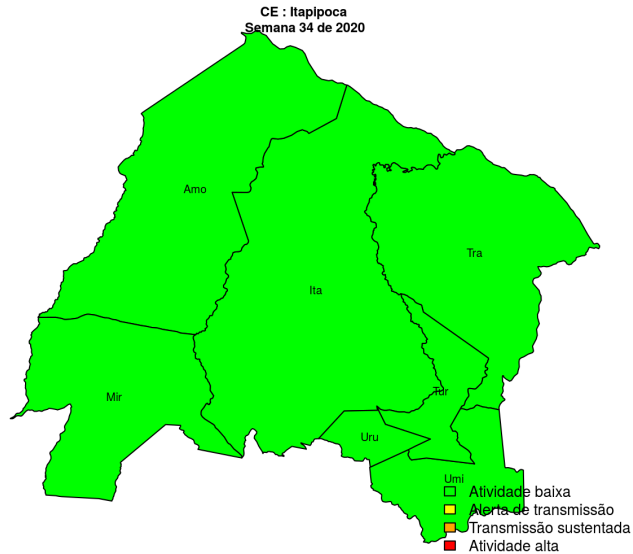 CE : Itapipoca
Semana 34 de 2020
Amo
Tra
Ita
Tur
Mir
Uru
Umi
Atividade baixa
Alerta de transmissão
Transmissão sustentada
Atividade alta